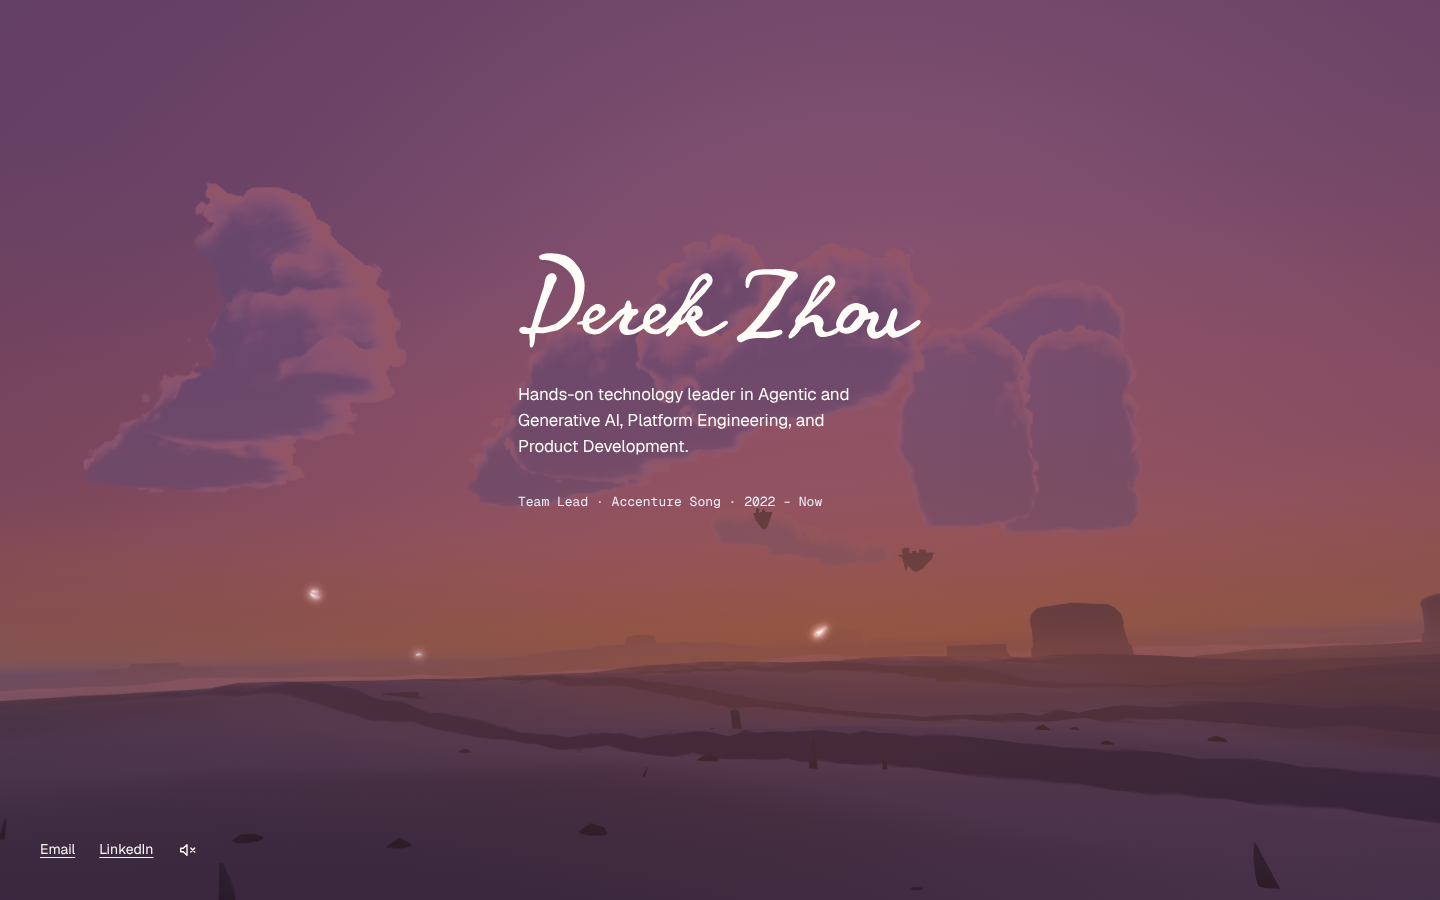 Derek Zhou
Hands-on technology leader in Agentic and
Generative AI, Platform Engineering, and
Product Development.
Team Lead · Accenture Song · 2022 – Now
Email LinkedIn